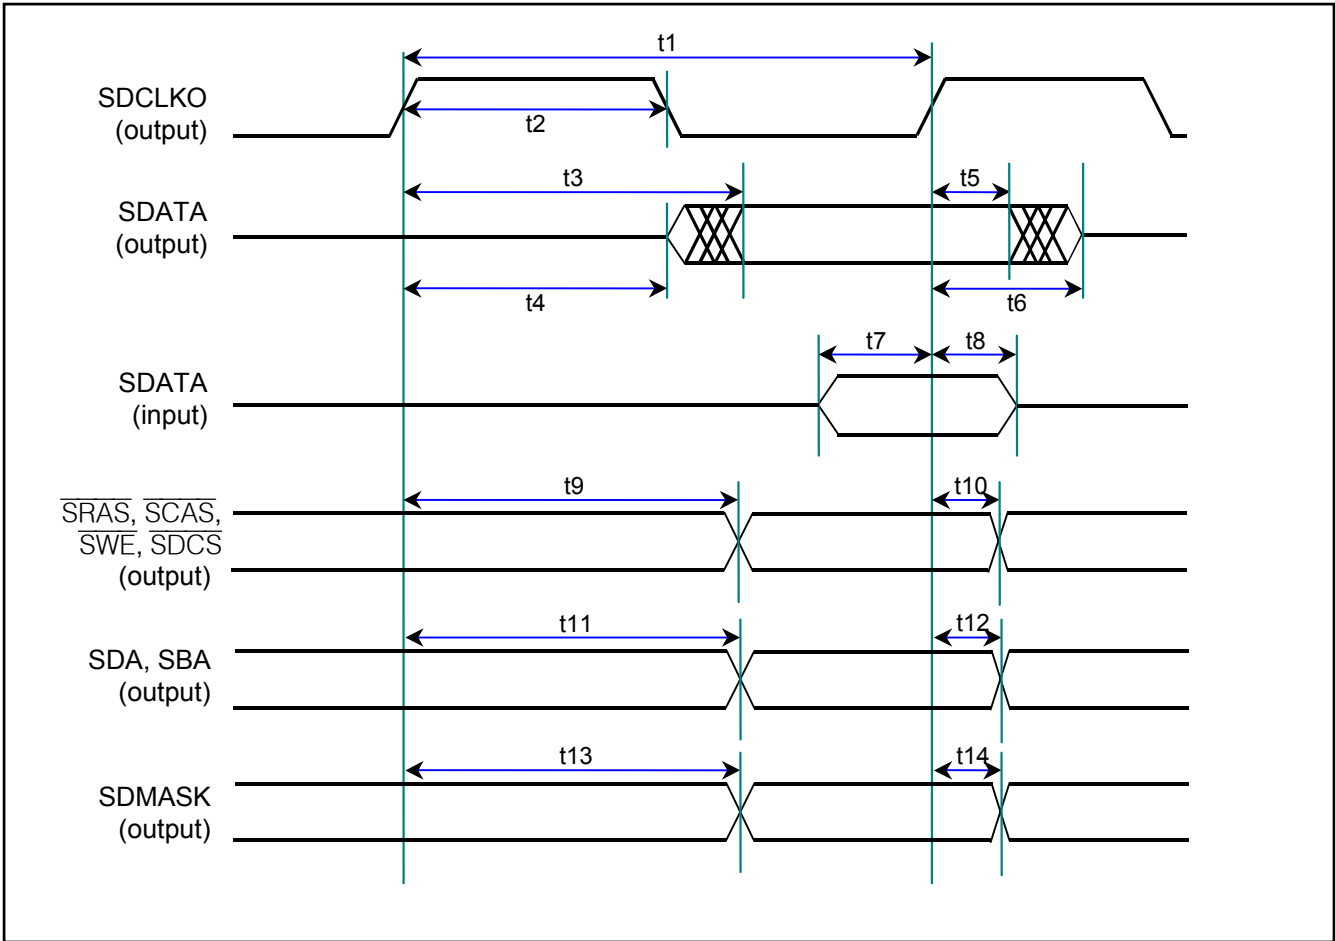 t1
SDCLKO
(output)
t2
t3
t5
SDATA
(output)
t4
t6
t7
t8
SDATA
(input)
t9
t10
SRAS, SCAS,
SWE, SDCS
(output)
t11
t12
SDA, SBA
(output)
t13
t14
SDMASK
(output)